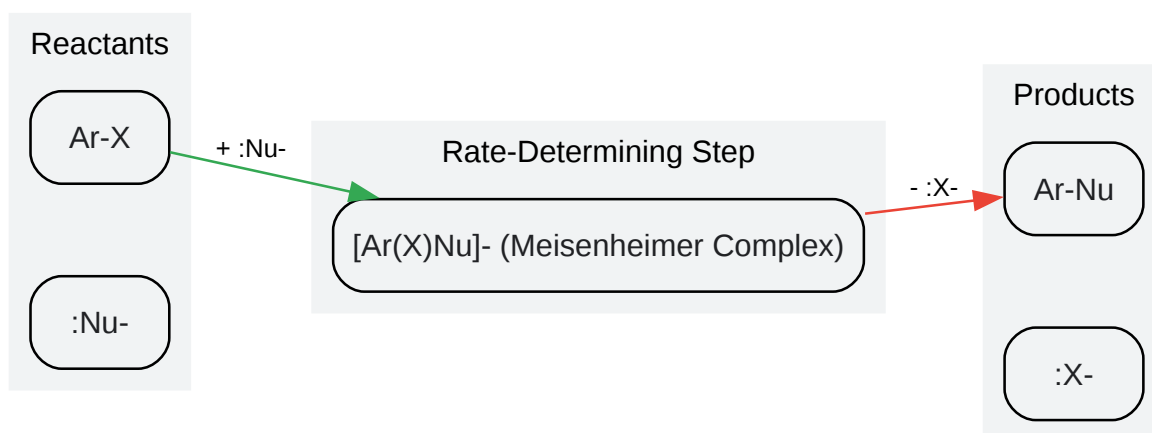 Reactants
Ar-X
:Nu-
+ :Nu-
Rate-Determining Step
[Ar(X)Nu]- (Meisenheimer Complex)
- :X-
Products
Ar-Nu
:X-